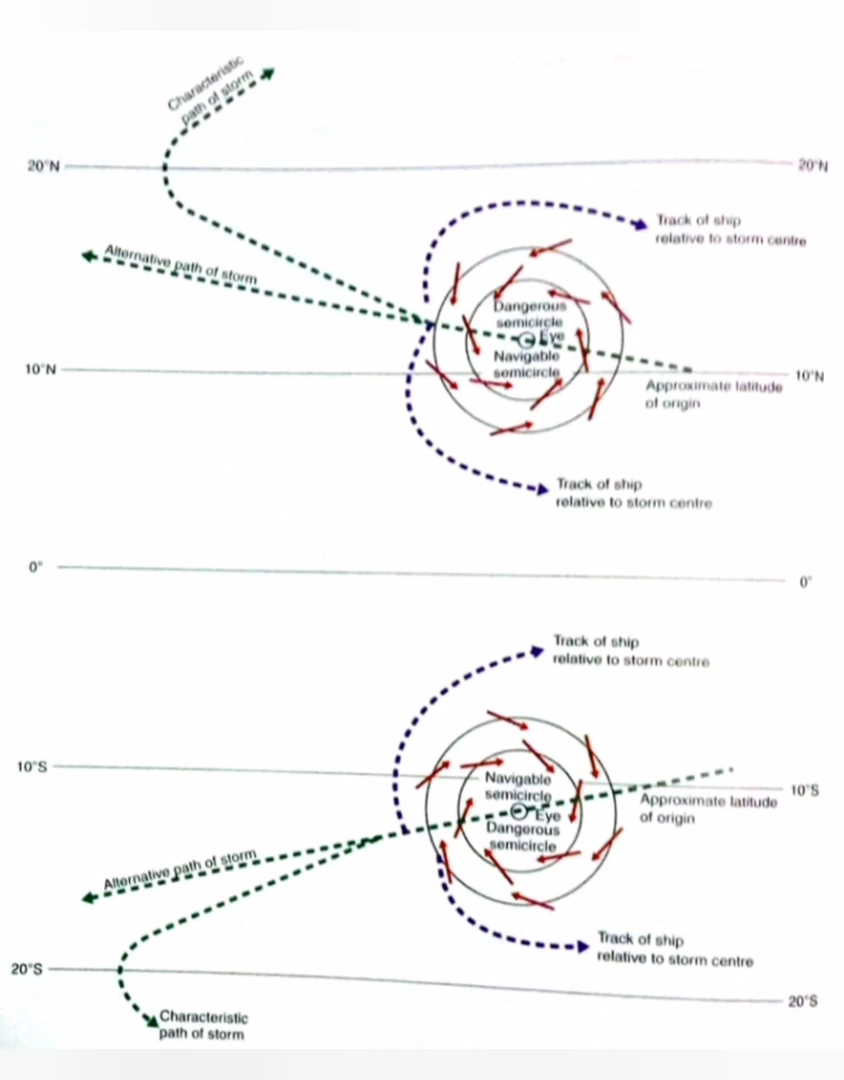 Characteristic
path of storm
20°N
20°N
Track of ship
relative to storm centre
Alternative path of storm
Dangerous
semicircle
Eye
Navigable
semicircle
10°N
10°N
Approximate latitude
of origin
Track of ship
relative to storm centre
0°
0°
Track of ship
relative to storm centre
10°S
10°S
Navigable
semicircle
Eye
Dangerous
semicircle
Approximate latitude
of origin
Alternative path of storm
Track of ship
relative to storm centre
20°S
20°S
Characteristic
path of storm